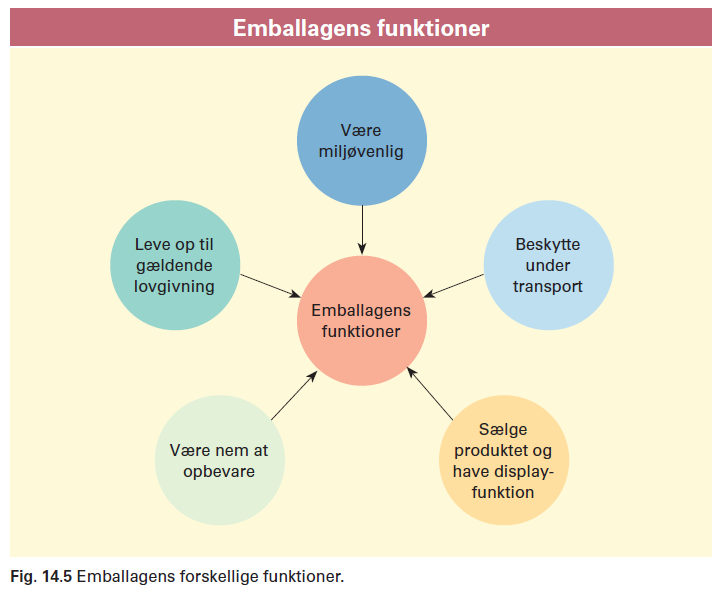 Emballagens funktioner
Være
miljøvenlig
Leve op til
gældende
lovgivning
Beskytte
under
transport
Emballagens
funktioner
Være nem at
opbevare
Sælge
produktet og
have display-
funktion
Fig. 14.5 Emballagens forskellige funktioner.